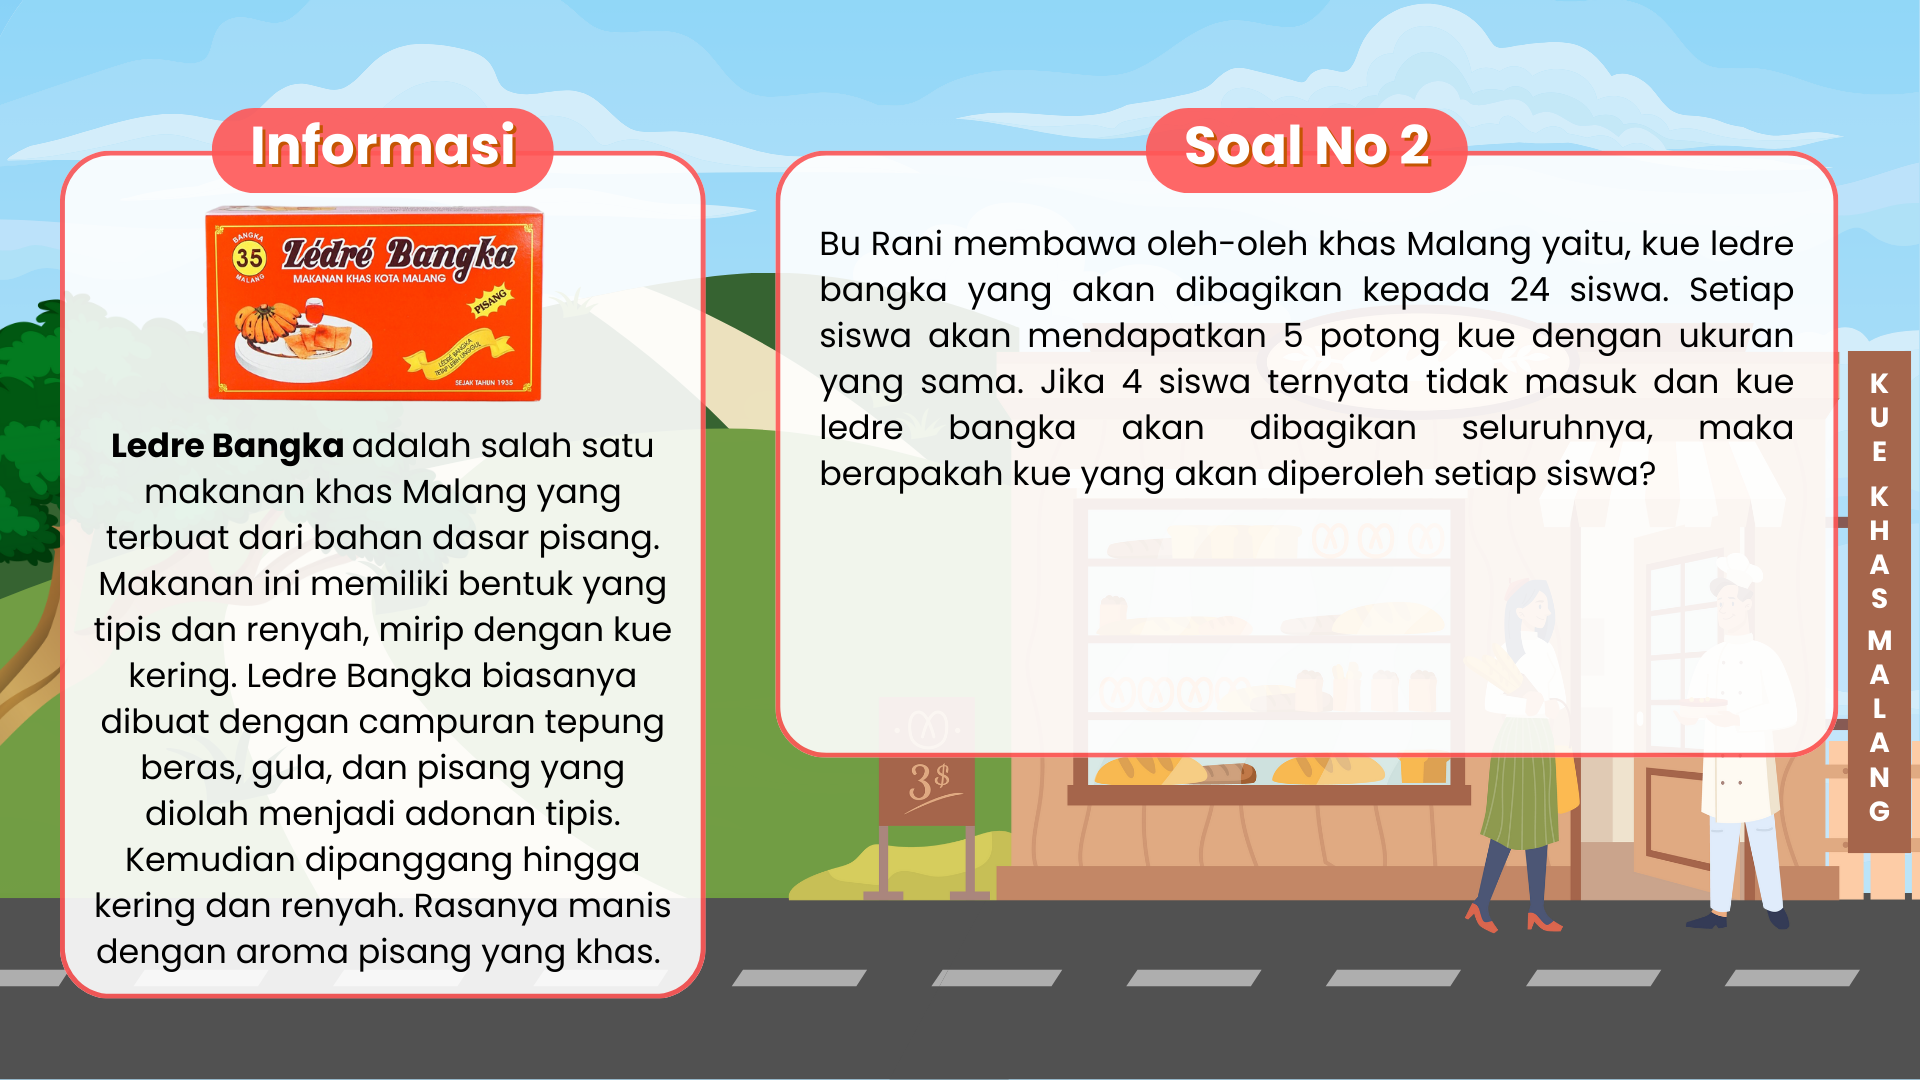 Informasi
BANGKA
35
MALANG
Lédré Bangka
MAKANAN KHAS KOTA MALANG
PISANG
LEDRE BANGKA
TETAP LEBIH UNGGUL
SEJAK TAHUN 1935
Ledre Bangka adalah salah satu
makanan khas Malang yang
terbuat dari bahan dasar pisang.
Makanan ini memiliki bentuk yang
tipis dan renyah, mirip dengan kue
kering. Ledre Bangka biasanya
dibuat dengan campuran tepung
beras, gula, dan pisang yang
diolah menjadi adonan tipis.
Kemudian dipanggang hingga
kering dan renyah. Rasanya manis
dengan aroma pisang yang khas.
Soal No 2
Bu Rani membawa oleh-oleh khas Malang yaitu, kue ledre
bangka yang akan dibagikan kepada 24 siswa. Setiap
siswa akan mendapatkan 5 potong kue dengan ukuran
yang sama. Jika 4 siswa ternyata tidak masuk dan kue
ledre bangka akan dibagikan seluruhnya, maka
berapakah kue yang akan diperoleh setiap siswa?
3$
KUE KHAS MALANG